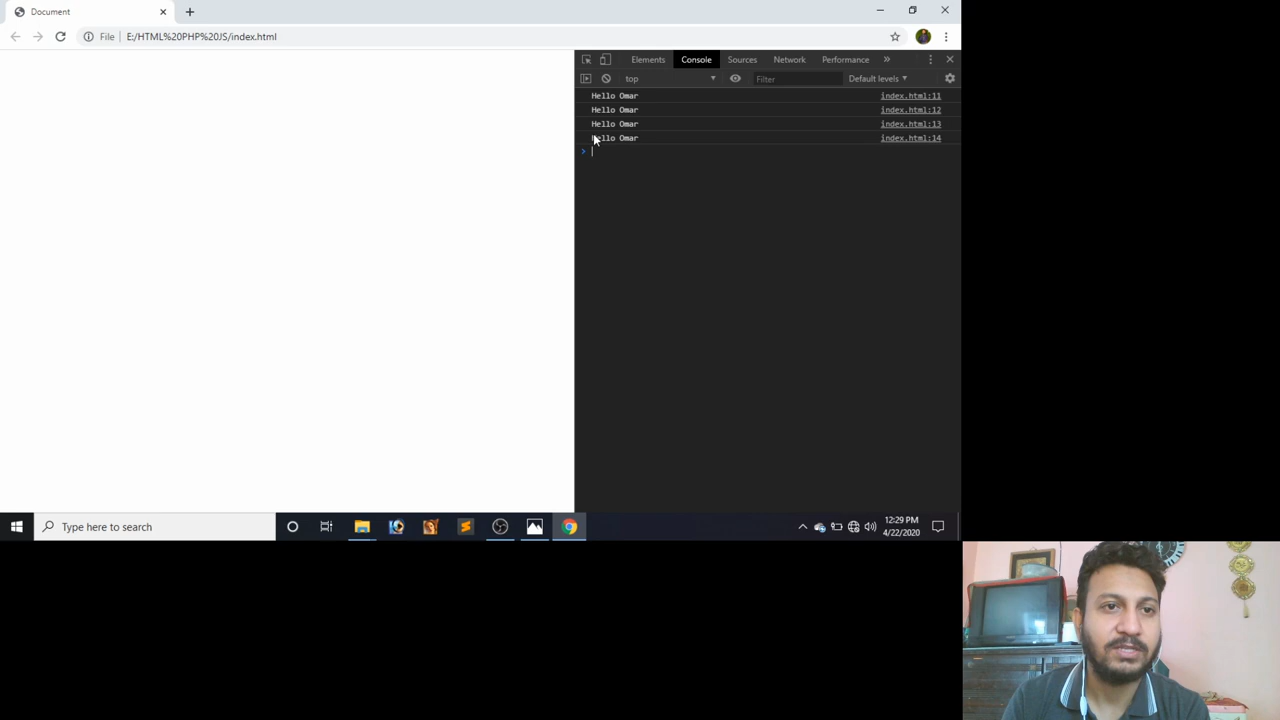 Document
File
E:/HTML%20PHP%20JS/index.html
Elements
Console
Sources
Network
Performance
»
top
Filter
Default levels
Hello Omar index.html:11
Hello Omar index.html:12
Hello Omar index.html:13
Hello Omar index.html:14
Type here to search
12:29 PM
4/22/2020